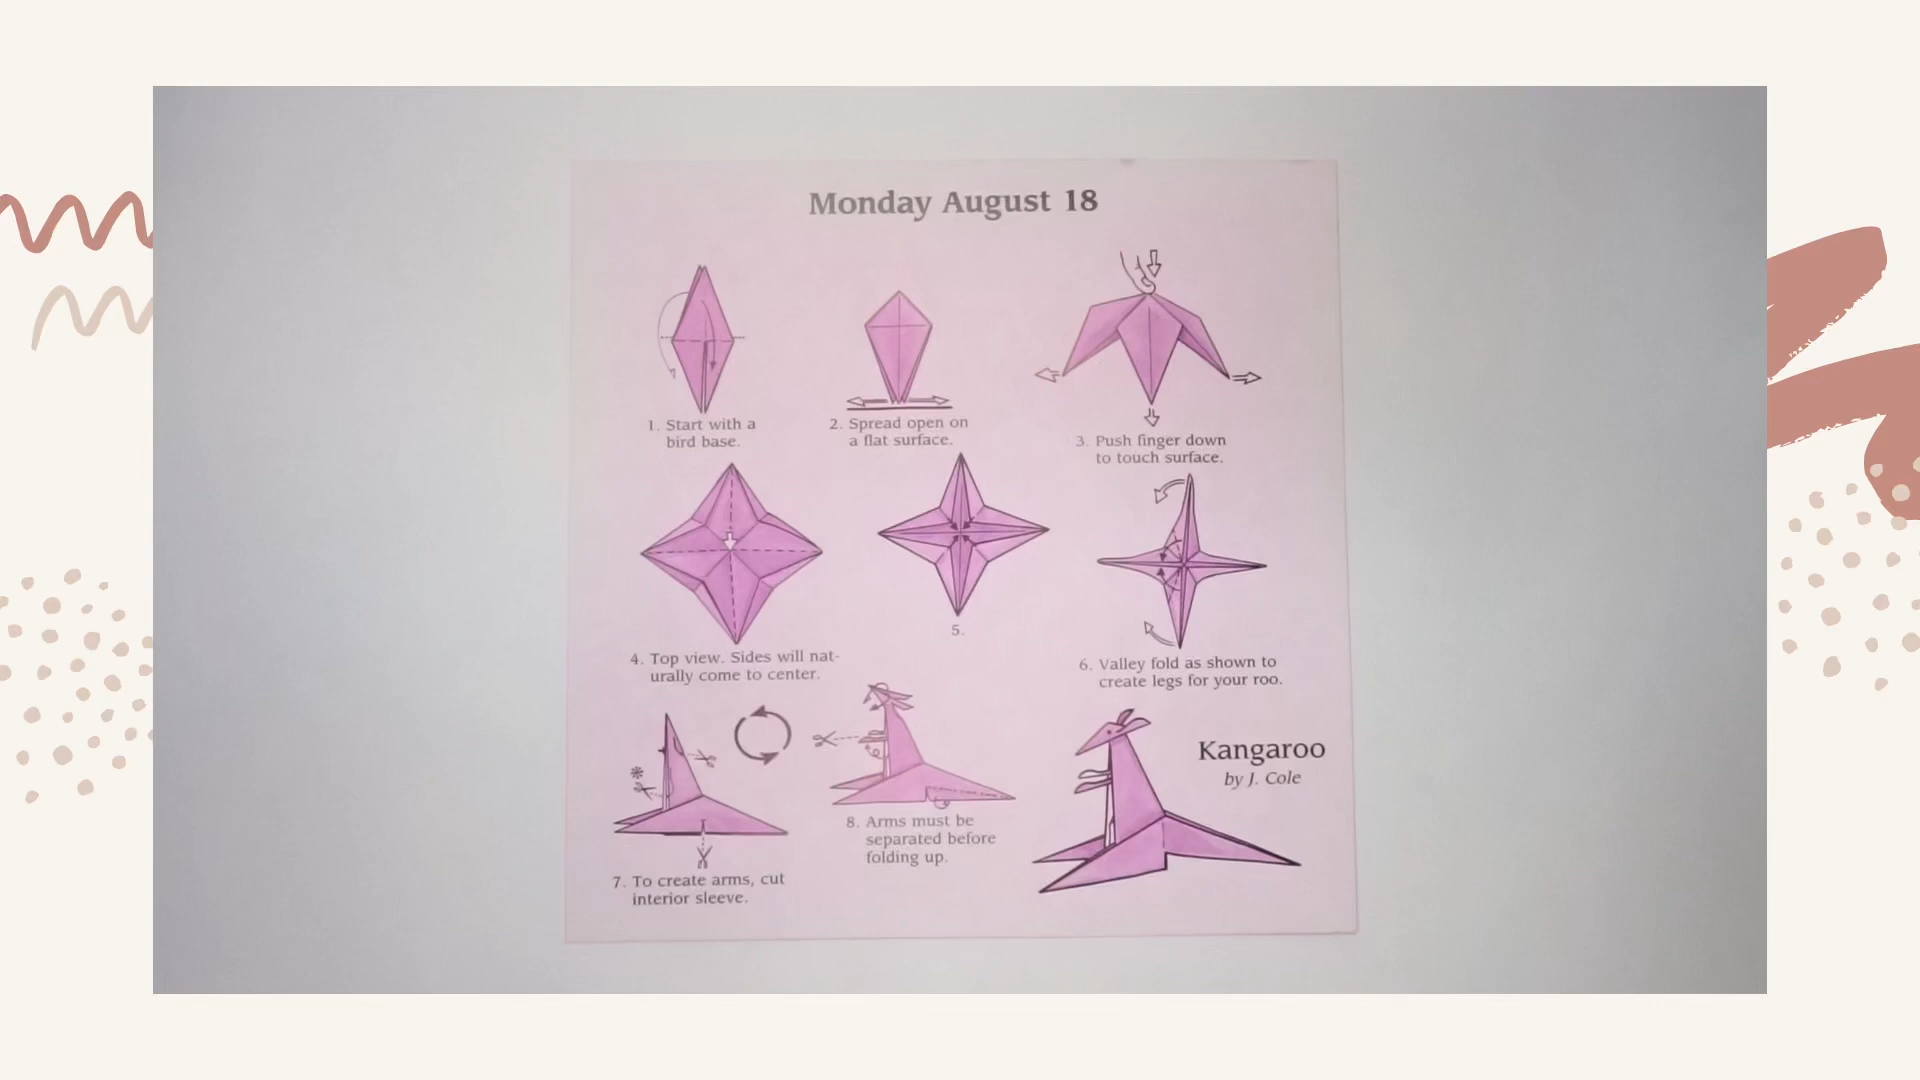 Monday August 18
1. Start with a
bird base.
2. Spread open on
a flat surface.
3. Push finger down
to touch surface.
4. Top view. Sides will nat-
urally come to center.
5.
6. Valley fold as shown to
create legs for your roo.
7. To create arms, cut
interior sleeve.
8. Arms must be
separated before
folding up.
Kangaroo
by J. Cole